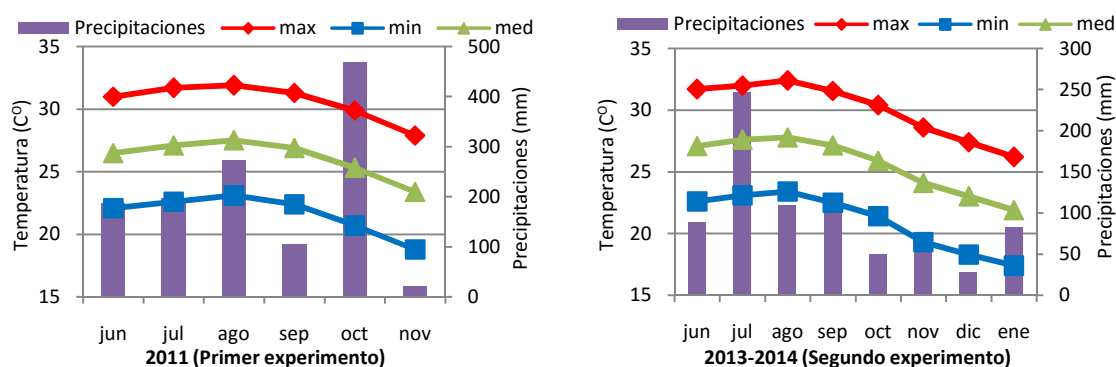 Precipitaciones max min med
35
30
25
20
15
Temperatura (Cº)
500
400
300
200
100
0
Precipitaciones (mm)
jun jul ago sep oct nov
2011 (Primer experimento)
Precipitaciones max min med
35
30
25
20
15
Temperatura (Cº)
300
250
200
150
100
50
0
Precipitaciones (mm)
jun jul ago sep oct nov dic ene
2013-2014 (Segundo experimento)